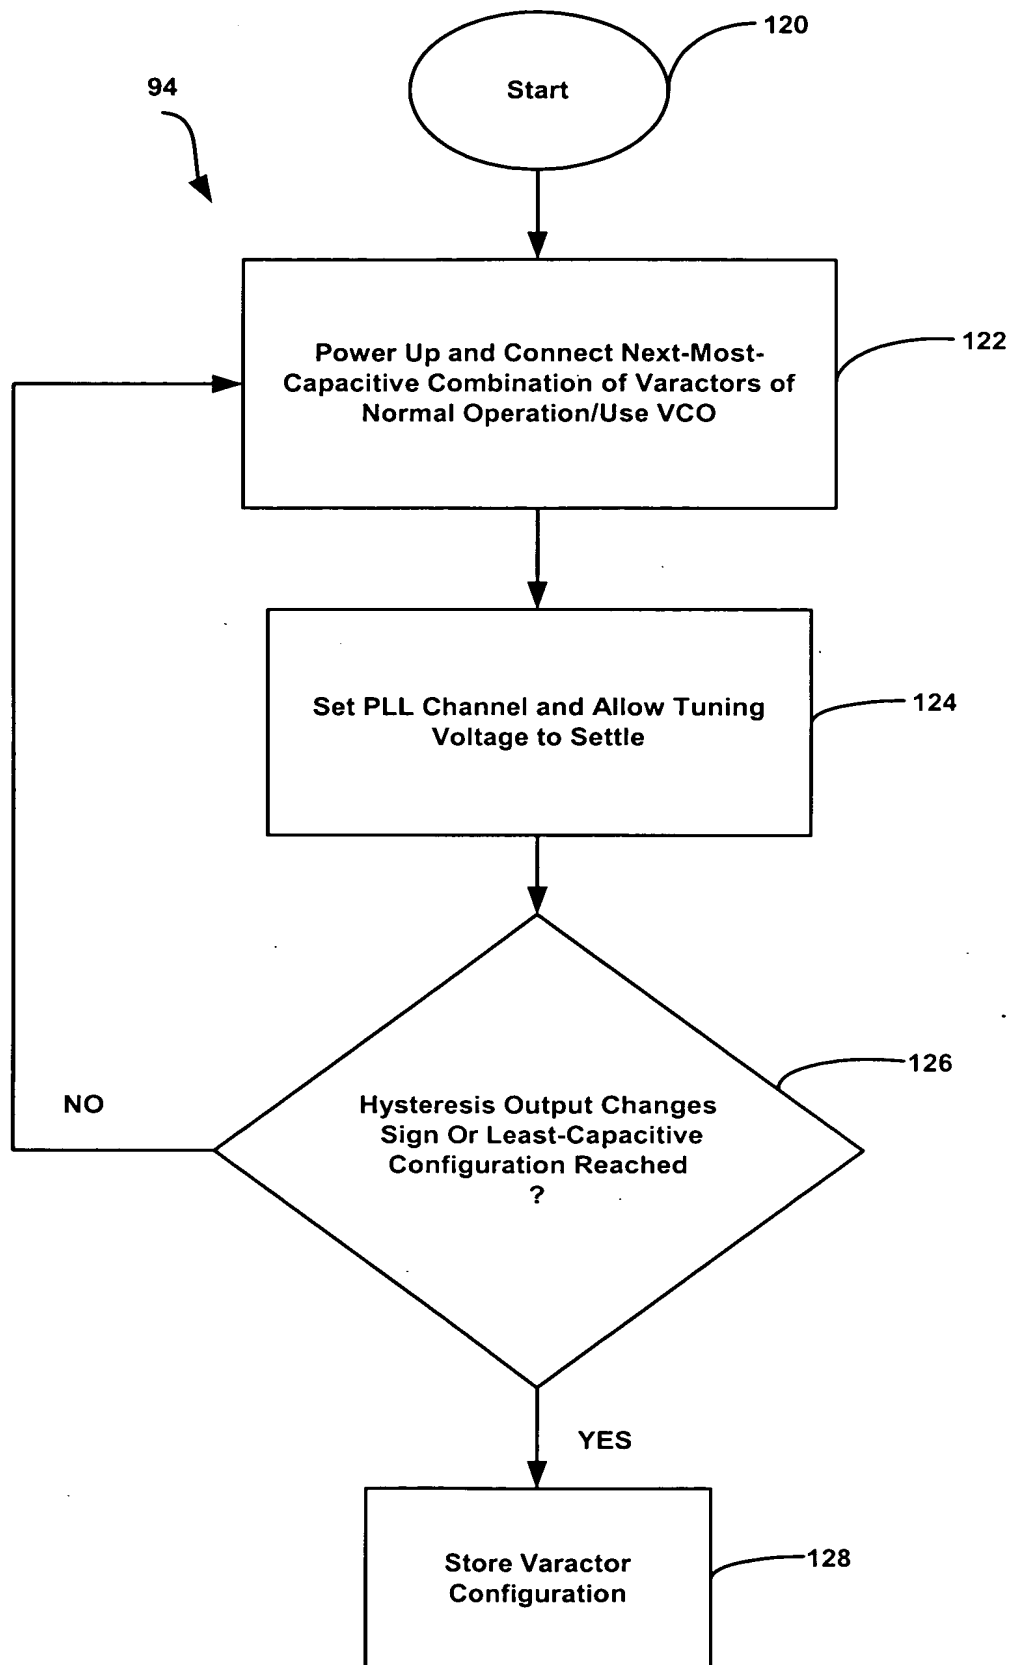 120
Start
94
Power Up and Connect Next-Most-
Capacitive Combination of Varactors of
Normal Operation/Use VCO
122
Set PLL Channel and Allow Tuning
Voltage to Settle
124
126
Hysteresis Output Changes
Sign Or Least-Capacitive
Configuration Reached
?
NO
YES
Store Varactor
Configuration
128